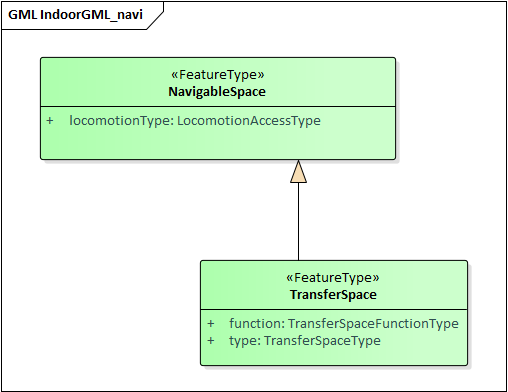 GML IndoorGML_navi
«FeatureType»
NavigableSpace
+ locomotionType: LocomotionAccessType
«FeatureType»
TransferSpace
+ function: TransferSpaceFunctionType
+ type: TransferSpaceType